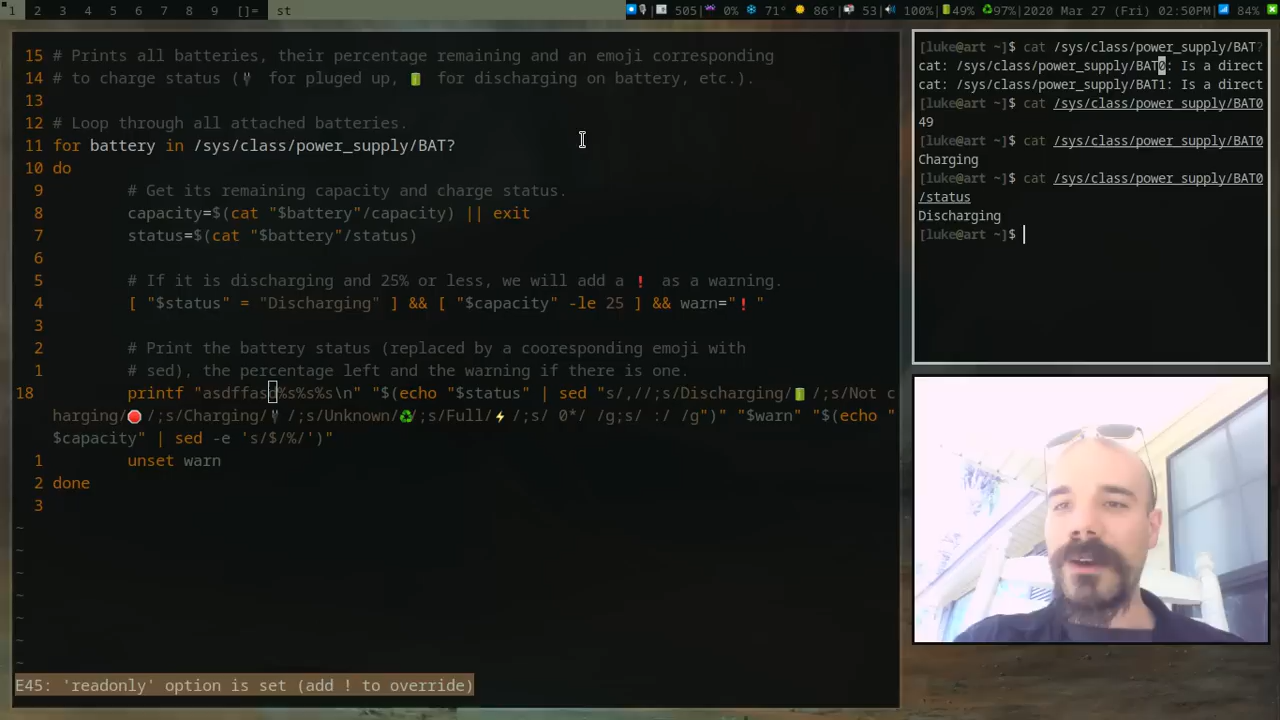 1 2 3 4 5 6 7 8 9 []= st 505 0% 71° 86° 53 100% 49% 97% 2020 Mar 27 (Fri) 02:50PM 84%
15 # Prints all batteries, their percentage remaining and an emoji corresponding
14 # to charge status (🔌 for pluged up, 🔋 for discharging on battery, etc.).
13
12 # Loop through all attached batteries.
11 for battery in /sys/class/power_supply/BAT?
10 do
9 # Get its remaining capacity and charge status.
8 capacity=$(cat "$battery"/capacity) || exit
7 status=$(cat "$battery"/status)
6
5 # If it is discharging and 25% or less, we will add a ❗ as a warning.
4 [ "$status" = "Discharging" ] && [ "$capacity" -le 25 ] && warn="❗"
3
2 # Print the battery status (replaced by a cooresponding emoji with
1 # sed), the percentage left and the warning if there is one.
18 printf "asdffasd%s%s%s\n" "$(echo "$status" | sed "s/,//;s/Discharging/🔋/;s/Not c
harging/🛑/;s/Charging/🔌/;s/Unknown/♻️/;s/Full/⚡/;s/ 0*/ /g;s/ :/ /g")" "$warn" "$(echo "
$capacity" | sed -e 's/$/%/')"
1 unset warn
2 done
3
~
~
~
~
~
~
~
E45: 'readonly' option is set (add ! to override)
[luke@art ~]$ cat /sys/class/power_supply/BAT?
cat: /sys/class/power_supply/BAT0: Is a direct
cat: /sys/class/power_supply/BAT1: Is a direct
[luke@art ~]$ cat /sys/class/power_supply/BAT0
49
[luke@art ~]$ cat /sys/class/power_supply/BAT0
Charging
[luke@art ~]$ cat /sys/class/power_supply/BAT0
/status
Discharging
[luke@art ~]$